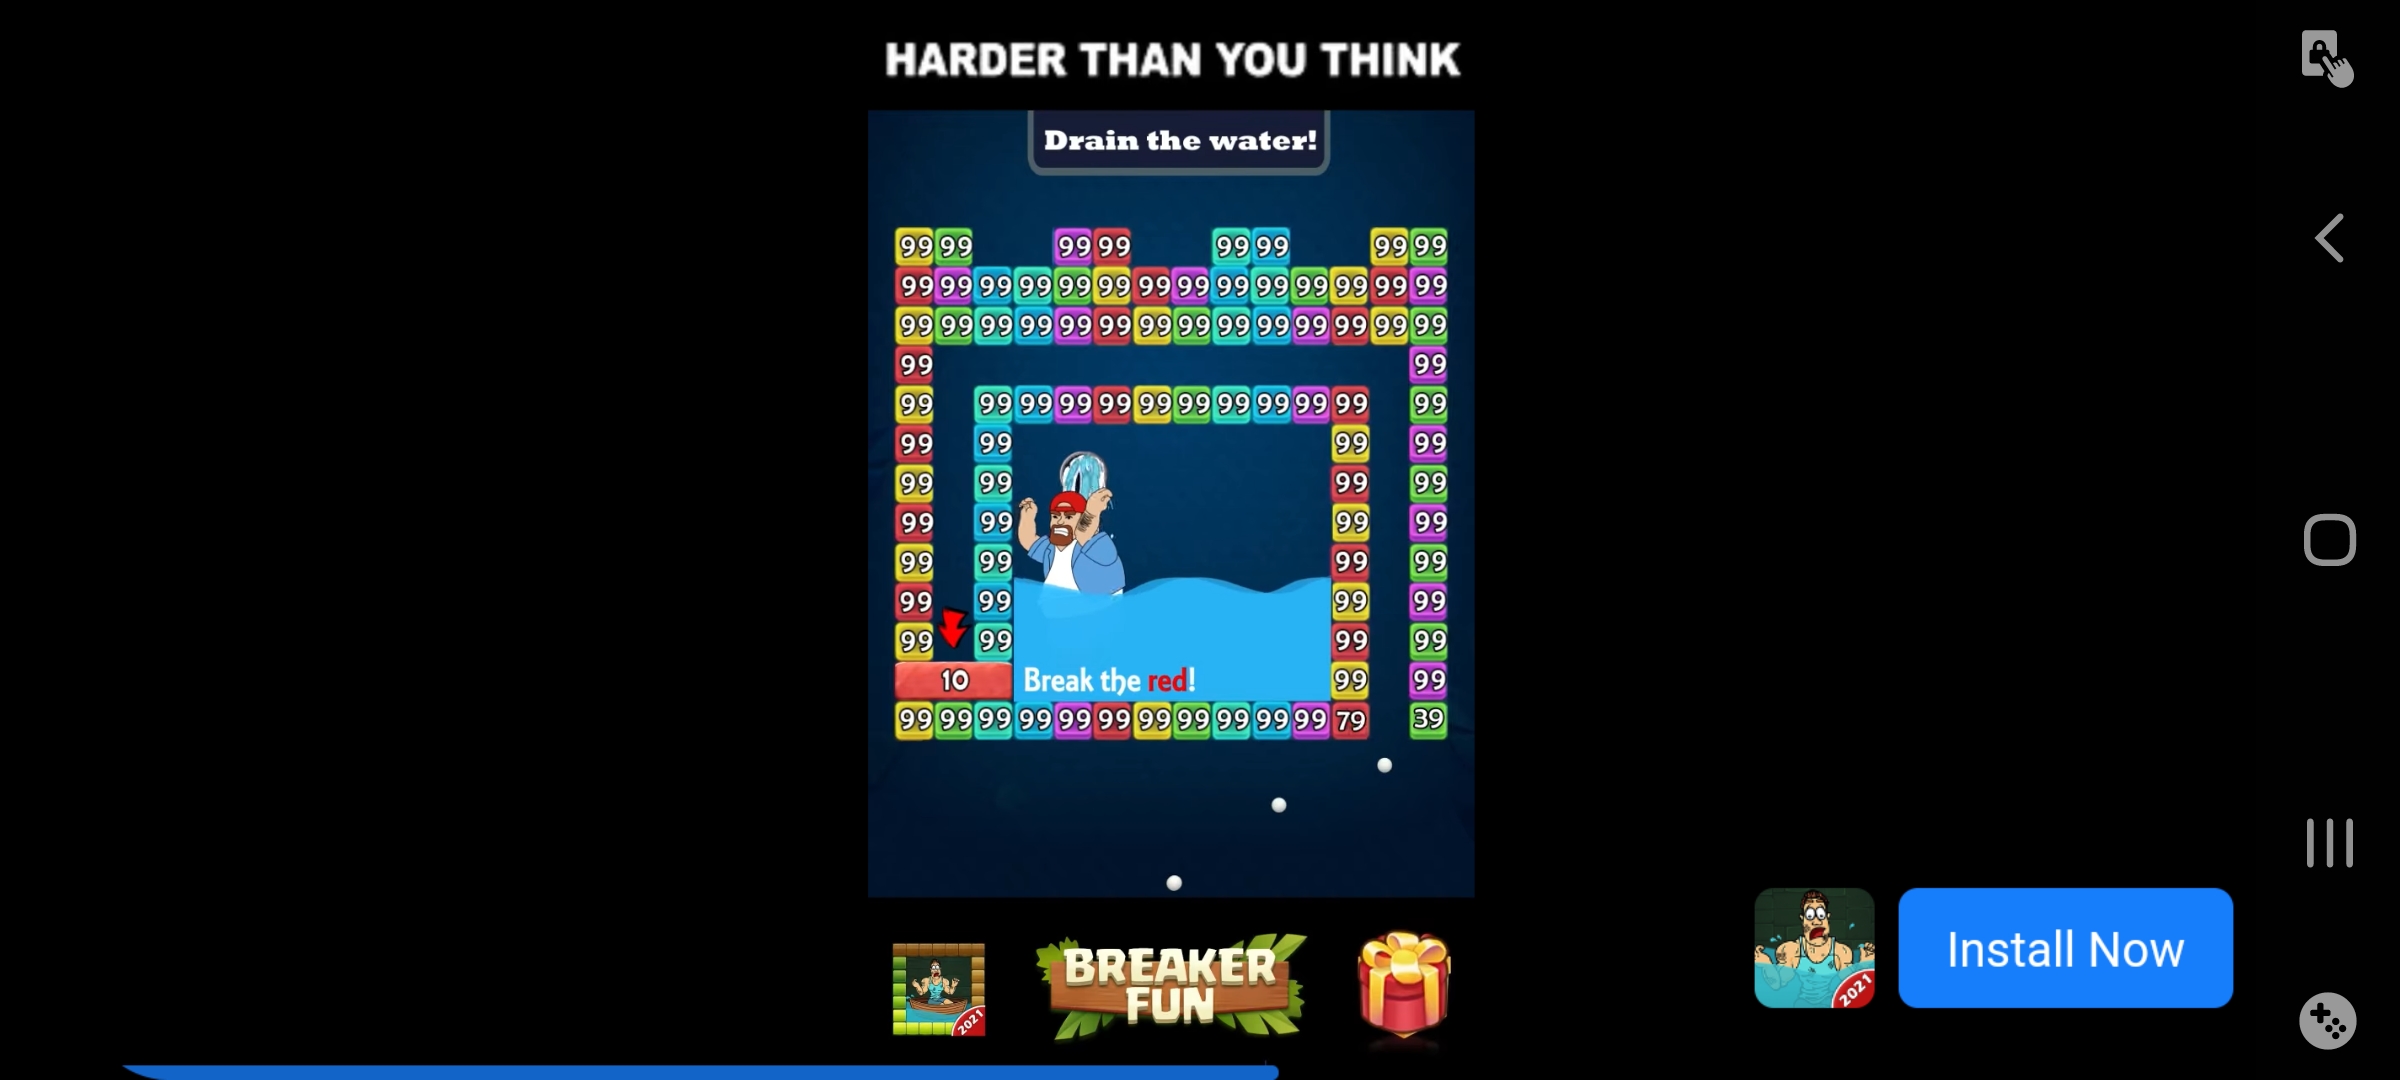 HARDER THAN YOU THINK
Drain the water!
99 99 99 99 99 99 99 99
99 99 99 99 99 99 99 99 99 99 99 99 99 99
99 99 99 99 99 99 99 99 99 99 99 99 99 99
99 99
99 99 99 99 99 99 99 99 99 99 99 99
99 99 99 99
99 99 99 99
99 99 99 99
99 99 99 99
99 99 99 99
99 99 99 99
10 Break the red! 99 99
99 99 99 99 99 99 99 99 99 99 99 79 39
2021
BREAKER
FUN
2021
Install Now